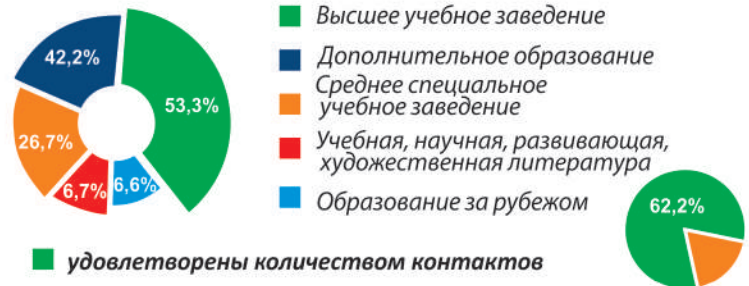 42,2%
53,3%
26,7%
6,7%
6,6%
Высшее учебное заведение
Дополнительное образование
Среднее специальное
учебное заведение
Учебная, научная, развивающая,
художественная литература
Образование за рубежом
62,2%
удовлетворены количеством контактов